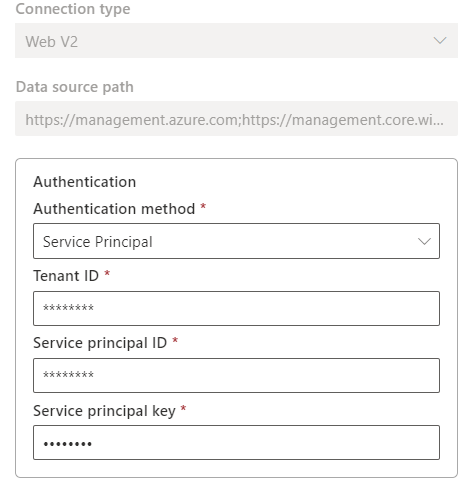 Connection type
Web V2
Data source path
https://management.azure.com;https://management.core.wi...
Authentication
Authentication method *
Service Principal
Tenant ID *
********
Service principal ID *
********
Service principal key *
••••••••